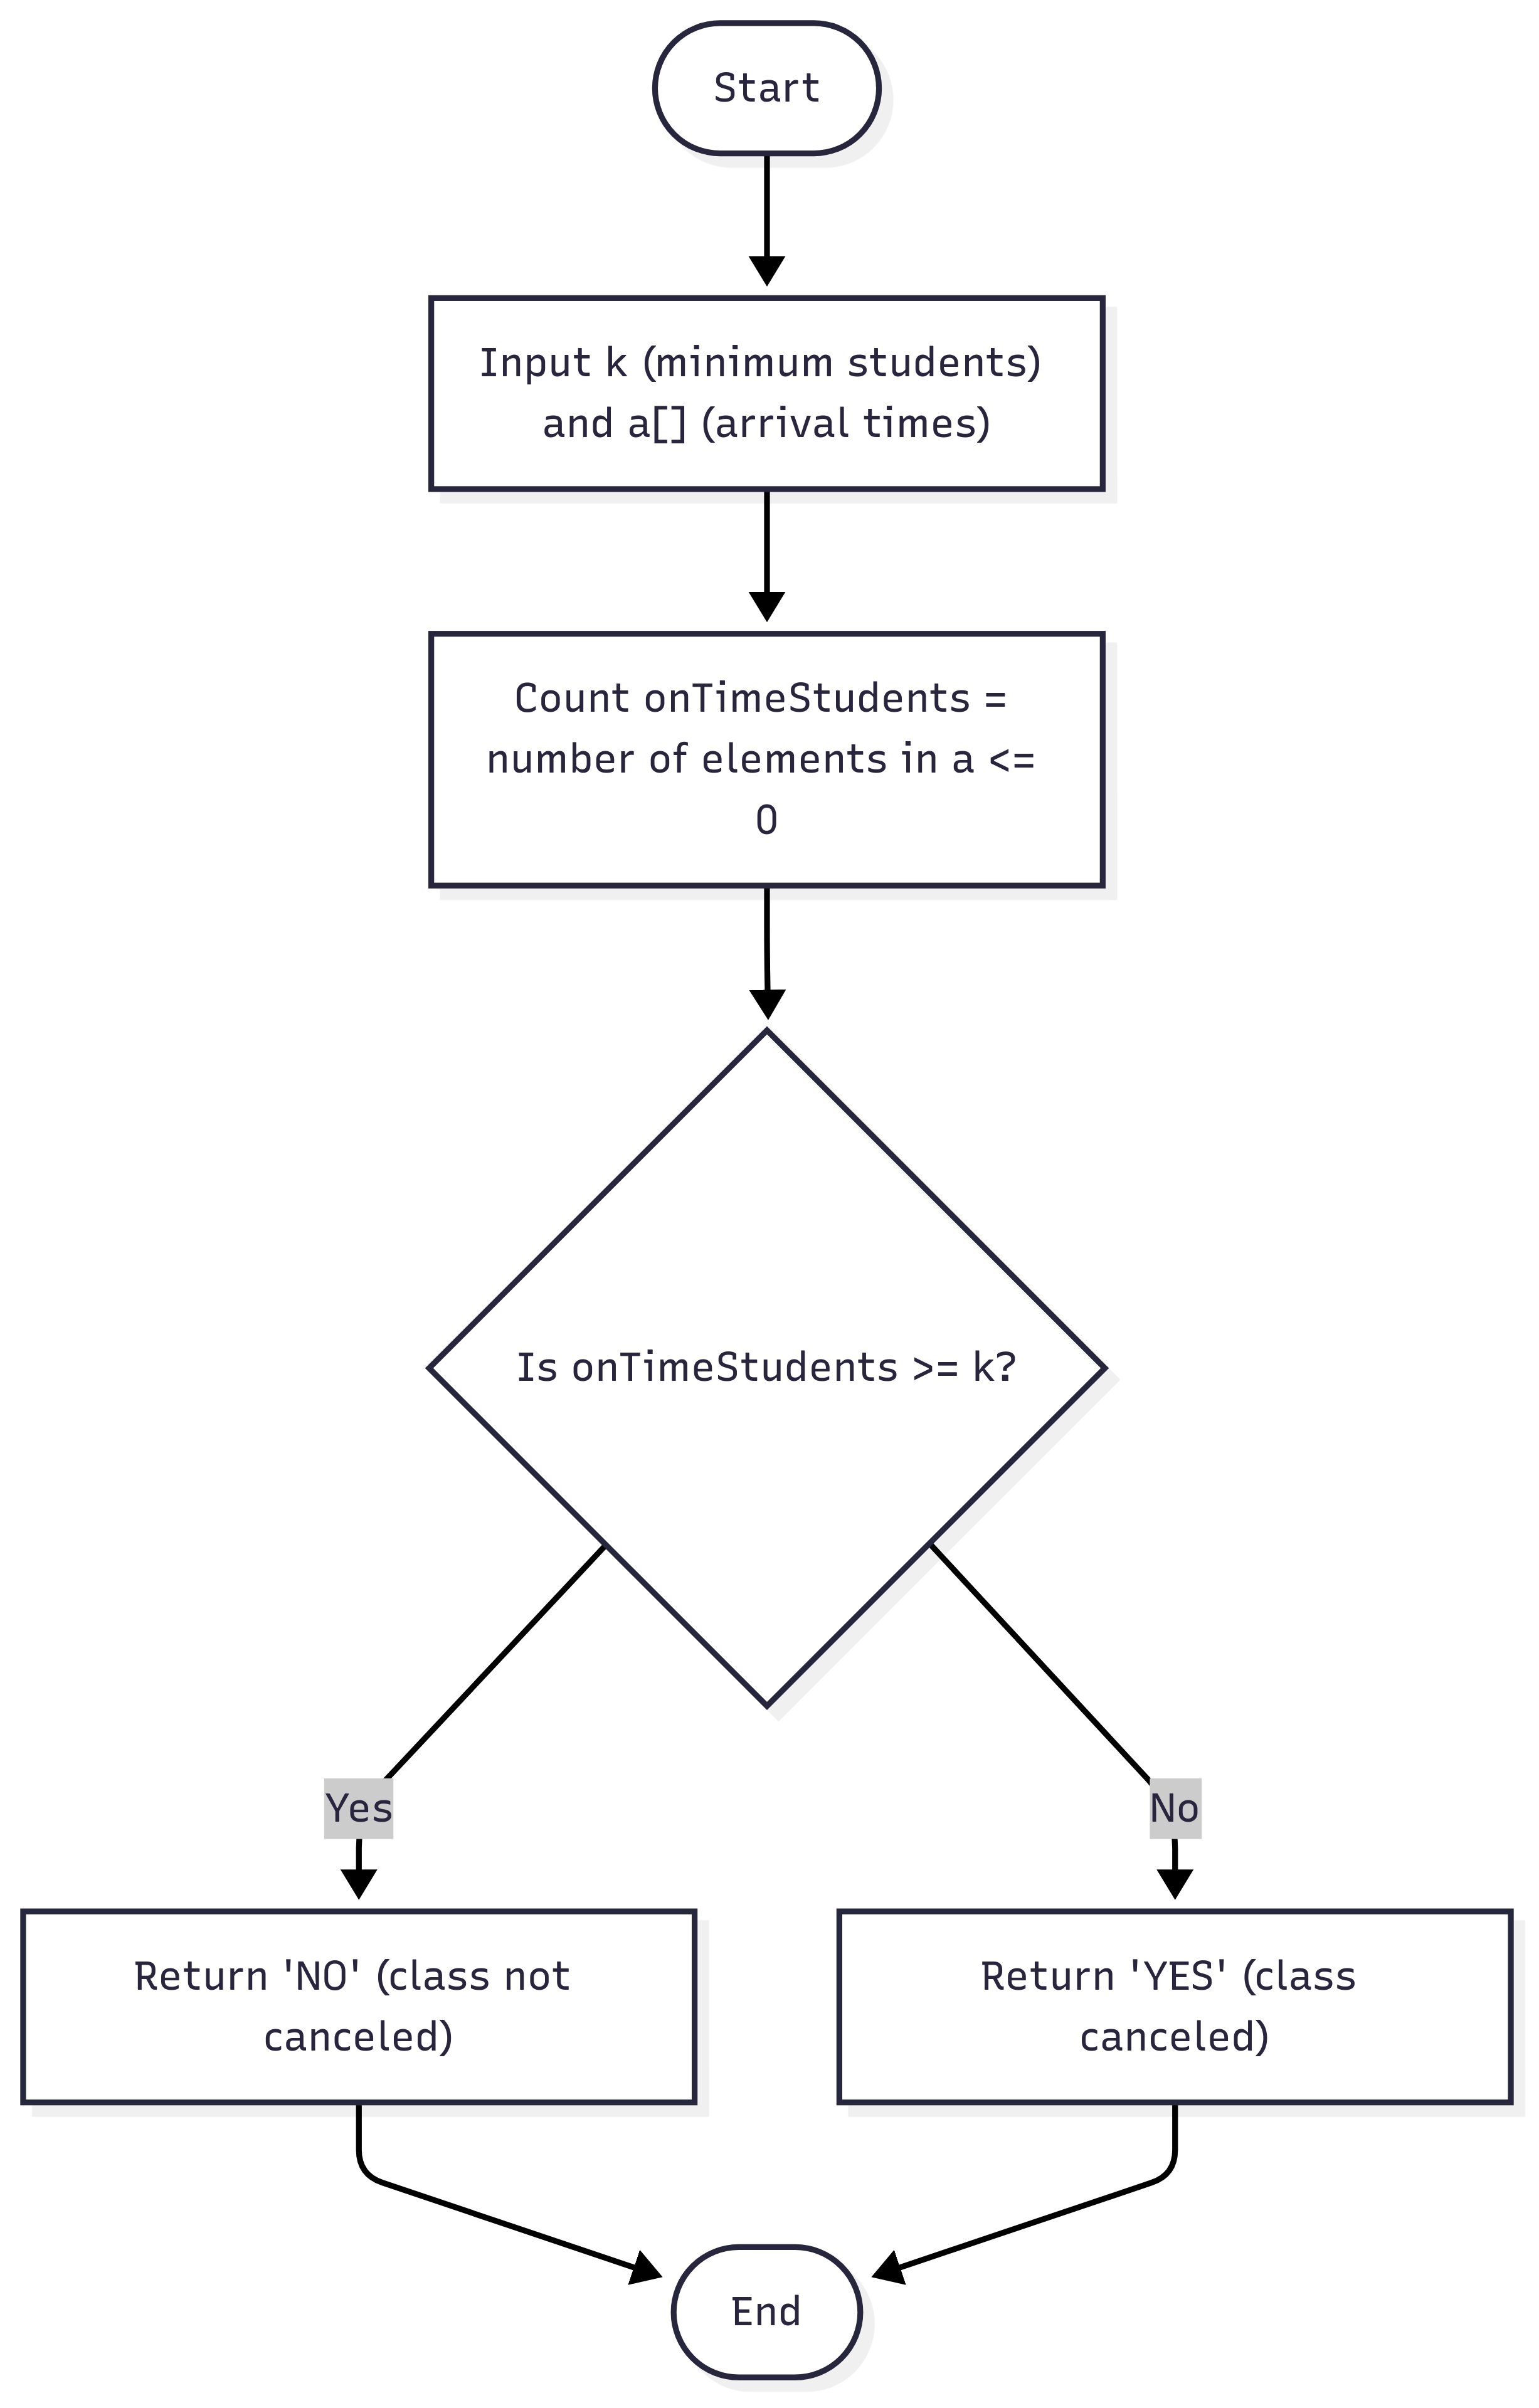 Start
Input k (minimum students)
and a[] (arrival times)
Count onTimeStudents =
number of elements in a <=
0
Is onTimeStudents >= k?
Yes
No
Return 'NO' (class not
canceled)
Return 'YES' (class
canceled)
End